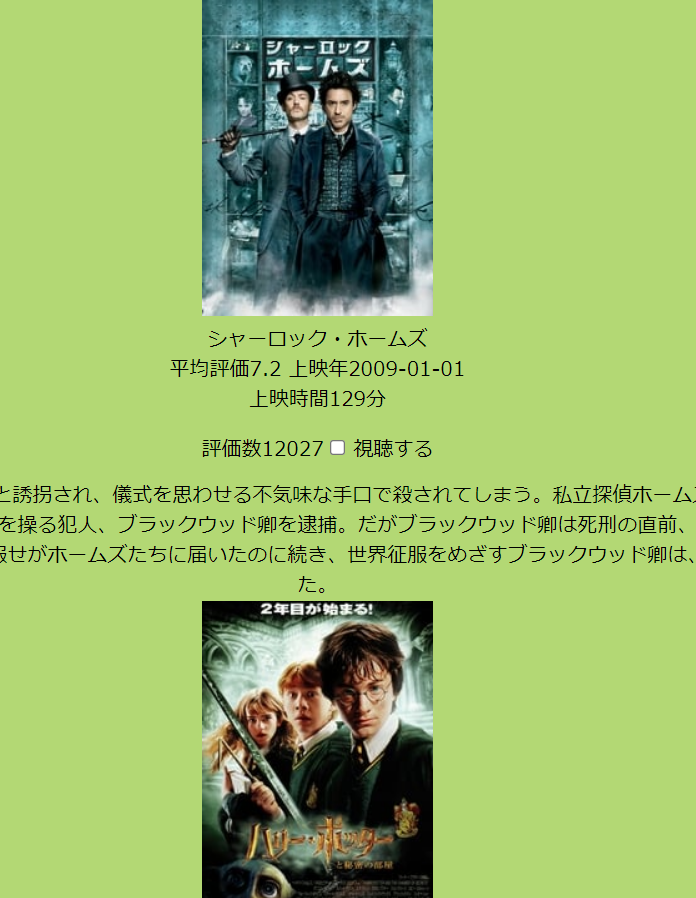 シャーロック
ホームズ
シャーロック・ホームズ
平均評価7.2 上映年2009-01-01
上映時間129分
評価数12027 視聴する
と誘拐され、儀式を思わせる不気味な手口で殺されてしまう。私立探偵ホーム
を操る犯人、ブラックウッド卿を逮捕。だがブラックウッド卿は死刑の直前、
報せがホームズたちに届いたのに続き、世界征服をめざすブラックウッド卿は、
た。
2年目が始まる!
ハリー・ポッター
と秘密の部屋